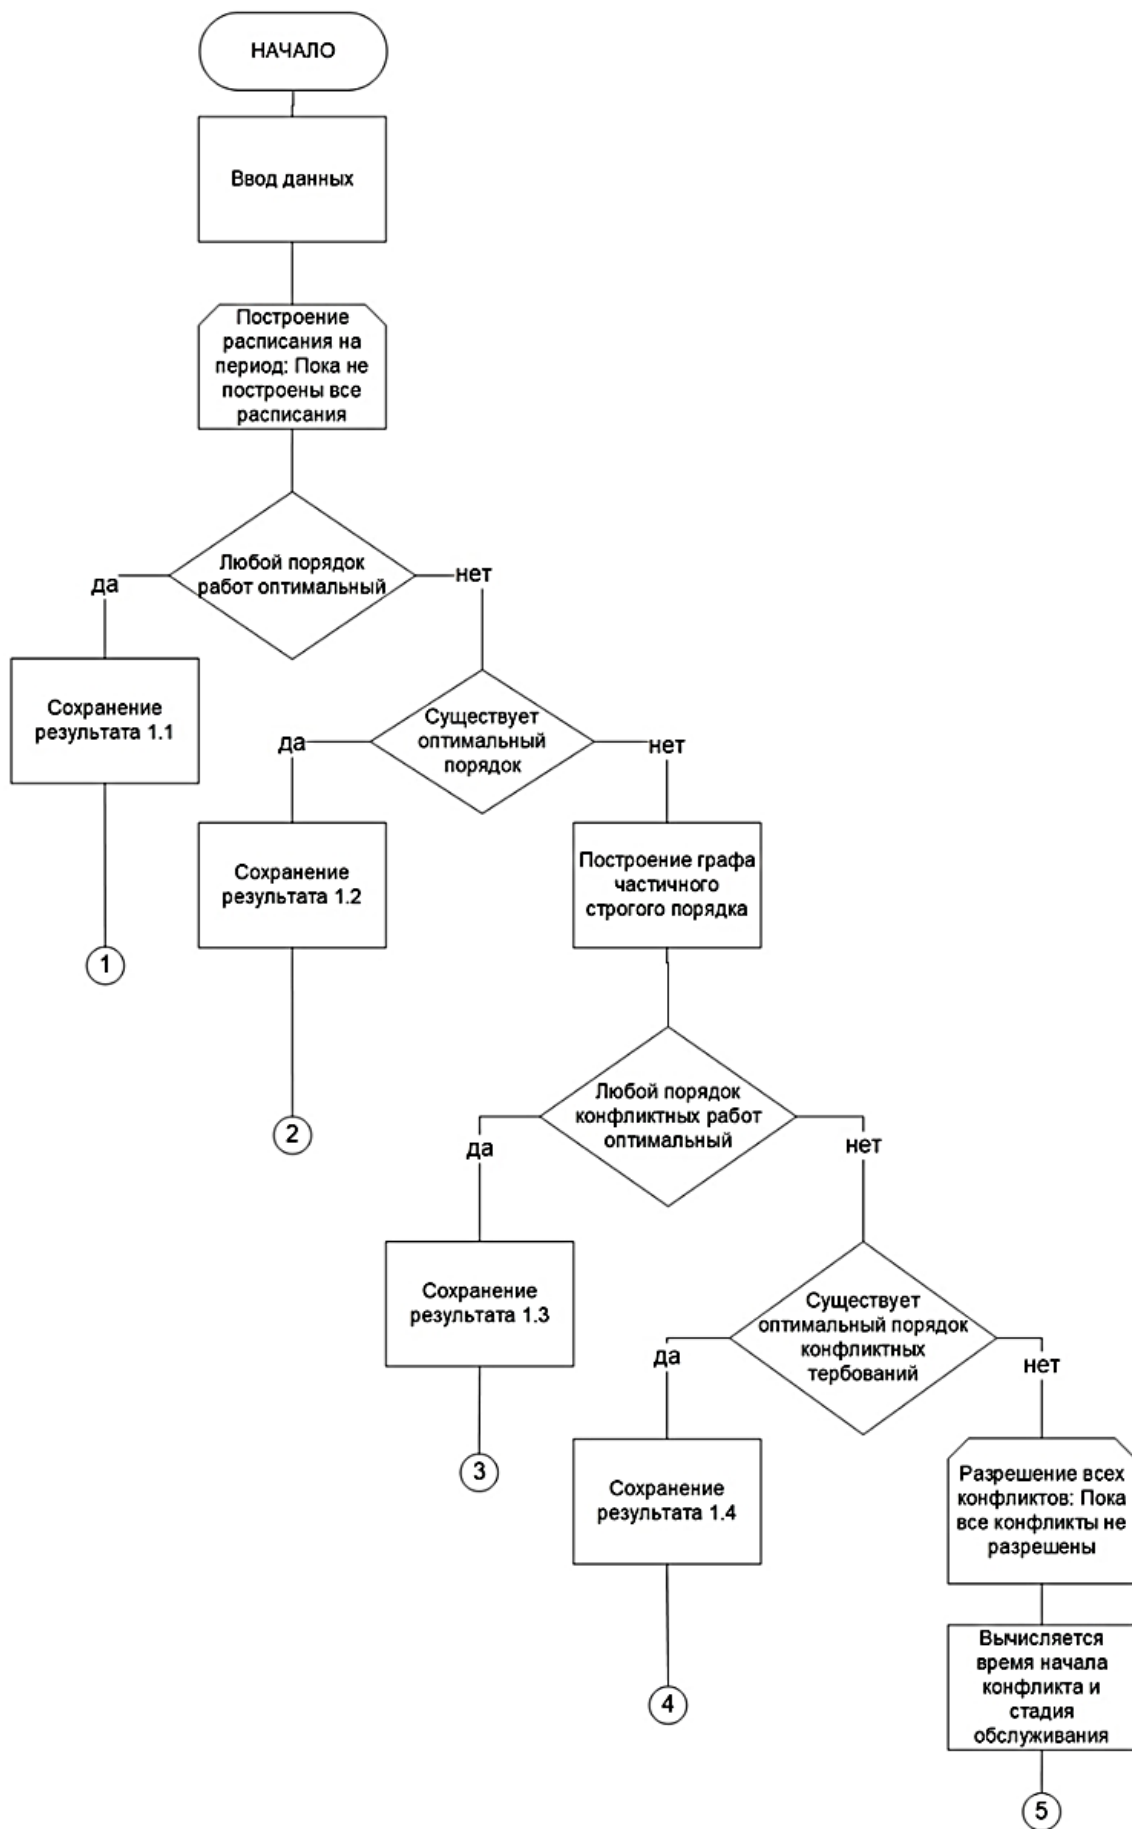 НАЧАЛО
Ввод данных
Построение
расписания на
период: Пока не
построены все
расписания
Любой порядок
работ оптимальный
да
нет
Сохранение
результата 1.1
Существует
оптимальный
порядок
да
нет
Сохранение
результата 1.2
Построение графа
частичного
строгого порядка
1
Любой порядок
конфликтных работ
оптимальный
2
да
нет
Сохранение
результата 1.3
Существует
оптимальный порядок
конфликтных
тербований
да
нет
3
Сохранение
результата 1.4
Разрешение всех
конфликтов: Пока
все конфликты не
разрешены
Вычисляется
время начала
конфликта и
стадия
обслуживания
4
5